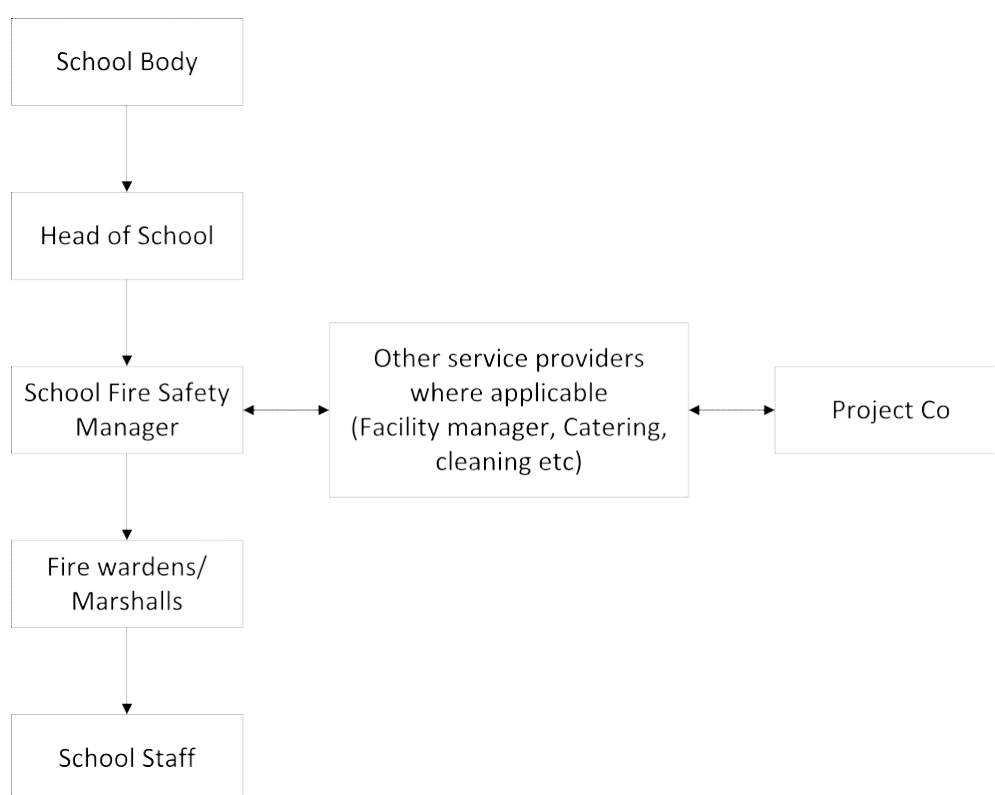 School Body
Head of School
School Fire Safety
Manager
Other service providers
where applicable
(Facility manager, Catering,
cleaning etc)
Project Co
Fire wardens/
Marshalls
School Staff